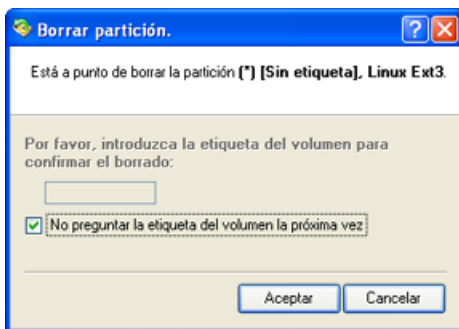 Borrar partición.
Está a punto de borrar la partición (*) [Sin etiqueta], Linux Ext3.
Por favor, introduzca la etiqueta del volumen para
confirmar el borrado:
No preguntar la etiqueta del volumen la próxima vez
Aceptar Cancelar